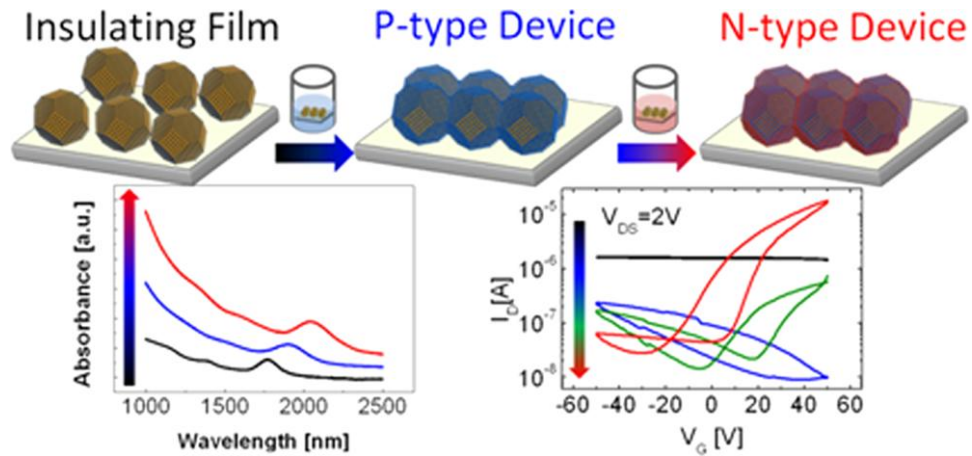 Insulating Film
P-type Device
N-type Device
Absorbance [a.u.]
1000
1500
2000
2500
Wavelength [nm]
V_DS=2V
I_D[A]
10^-5
10^-6
10^-7
10^-8
-60
-40
-20
0
20
40
60
V_G [V]